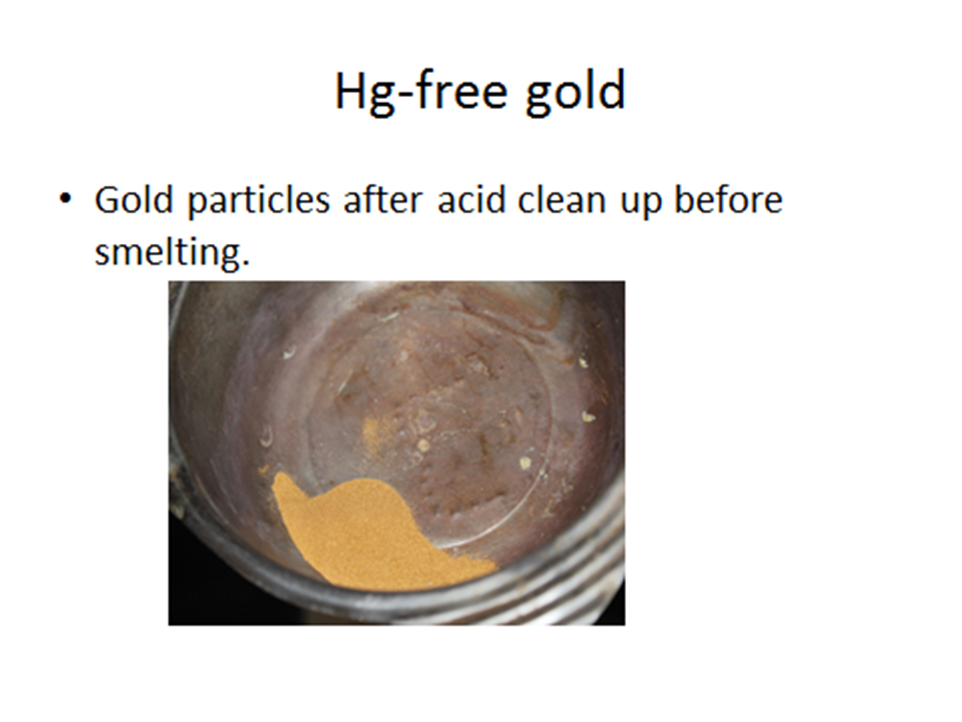 Hg-free gold
• Gold particles after acid clean up before
smelting.